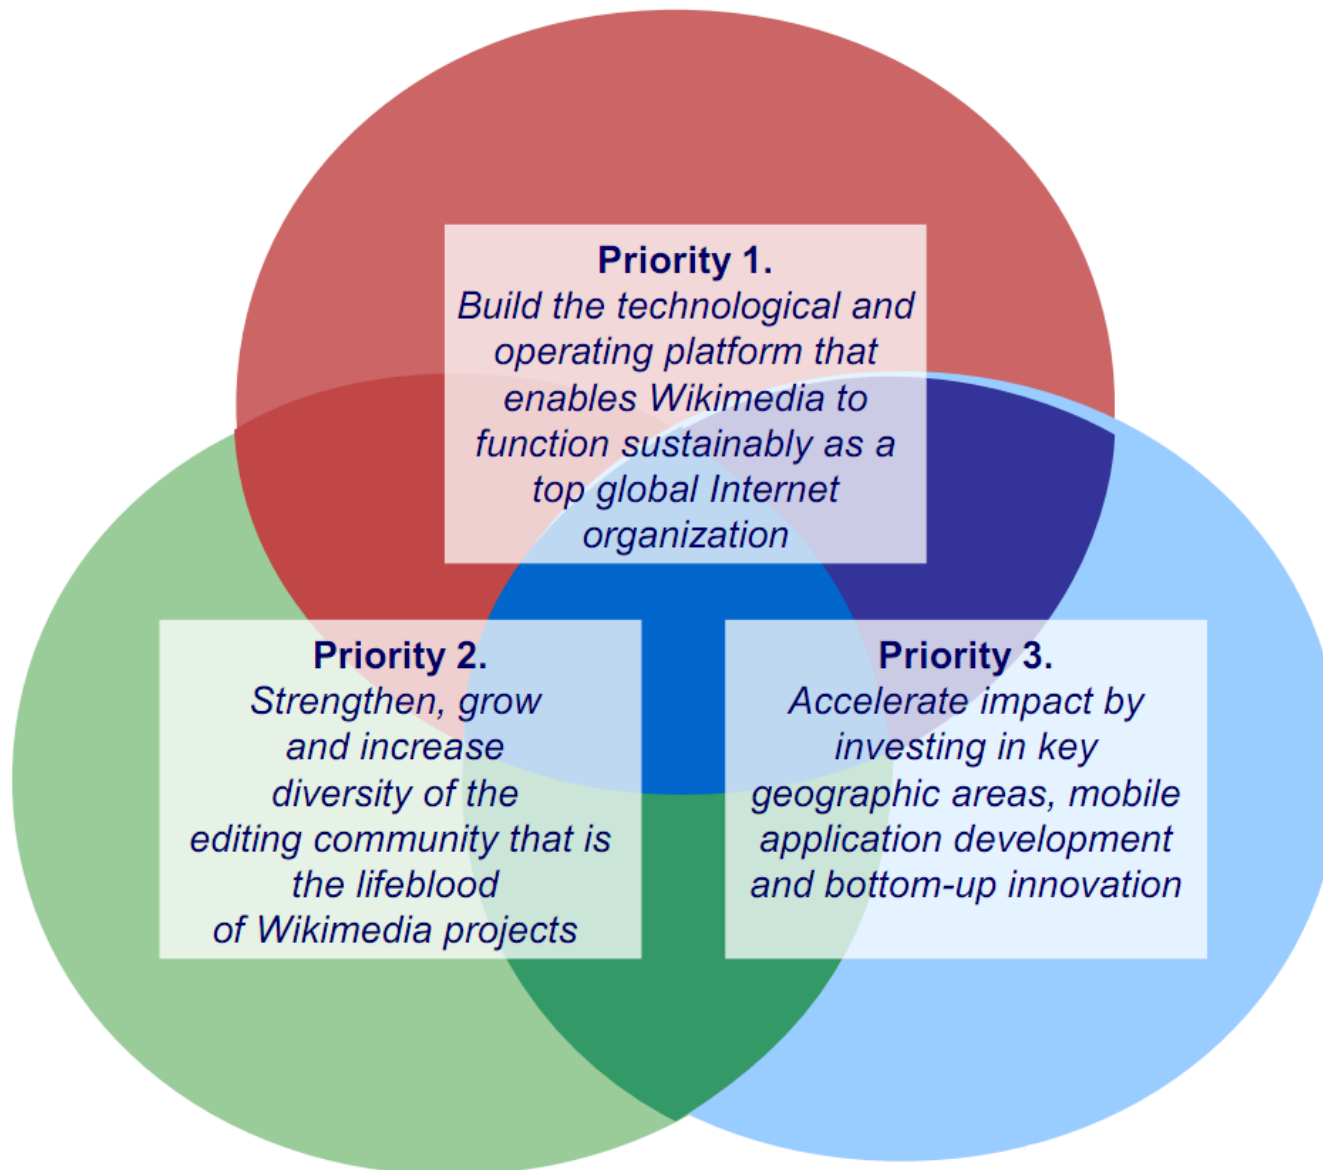 Priority 1.
Build the technological and
operating platform that
enables Wikimedia to
function sustainably as a
top global Internet
organization
Priority 2.
Strengthen, grow
and increase
diversity of the
editing community that is
the lifeblood
of Wikimedia projects
Priority 3.
Accelerate impact by
investing in key
geographic areas, mobile
application development
and bottom-up innovation